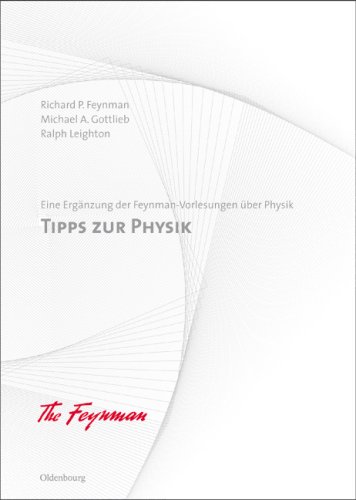 Richard P. Feynman
Michael A. Gottlieb
Ralph Leighton
Eine Ergänzung der Feynman-Vorlesungen über Physik
TIPPS ZUR PHYSIK
The Feynman
Oldenbourg